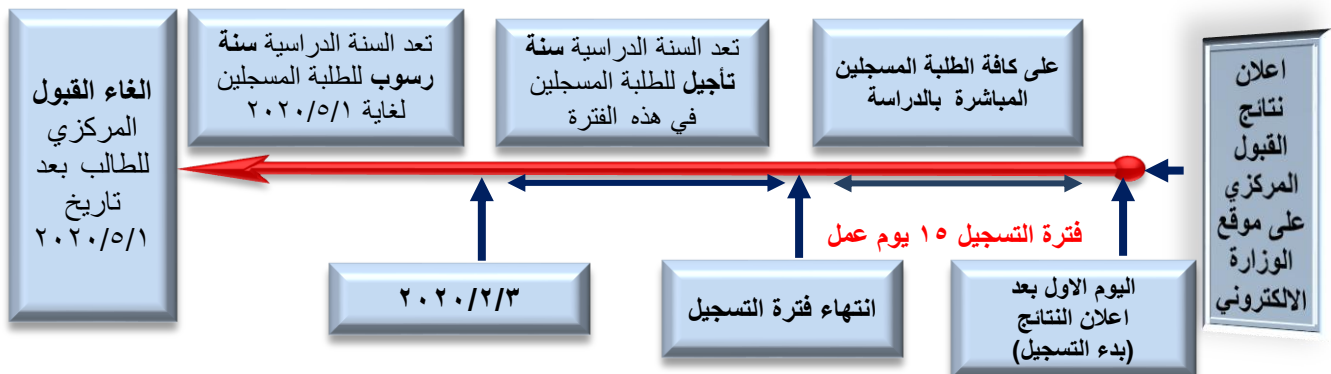 اعلان
نتائج
القبول
المركزي
على موقع
الوزارة
الالكتروني
على كافة الطلبة المسجلين
المباشرة بالدراسة
تعد السنة الدراسية سنة
تأجيل للطلبة المسجلين
في هذه الفترة
تعد السنة الدراسية سنة
رسوب للطلبة المسجلين
لغاية ٢٠٢٠/٥/١
الغاء القبول
المركزي
للطالب بعد
تاريخ
٢٠٢٠/٥/١
فترة التسجيل ١٥ يوم عمل
اليوم الاول بعد
اعلان النتائج
(بدء التسجيل)
انتهاء فترة التسجيل
٢٠٢٠/٢/٣